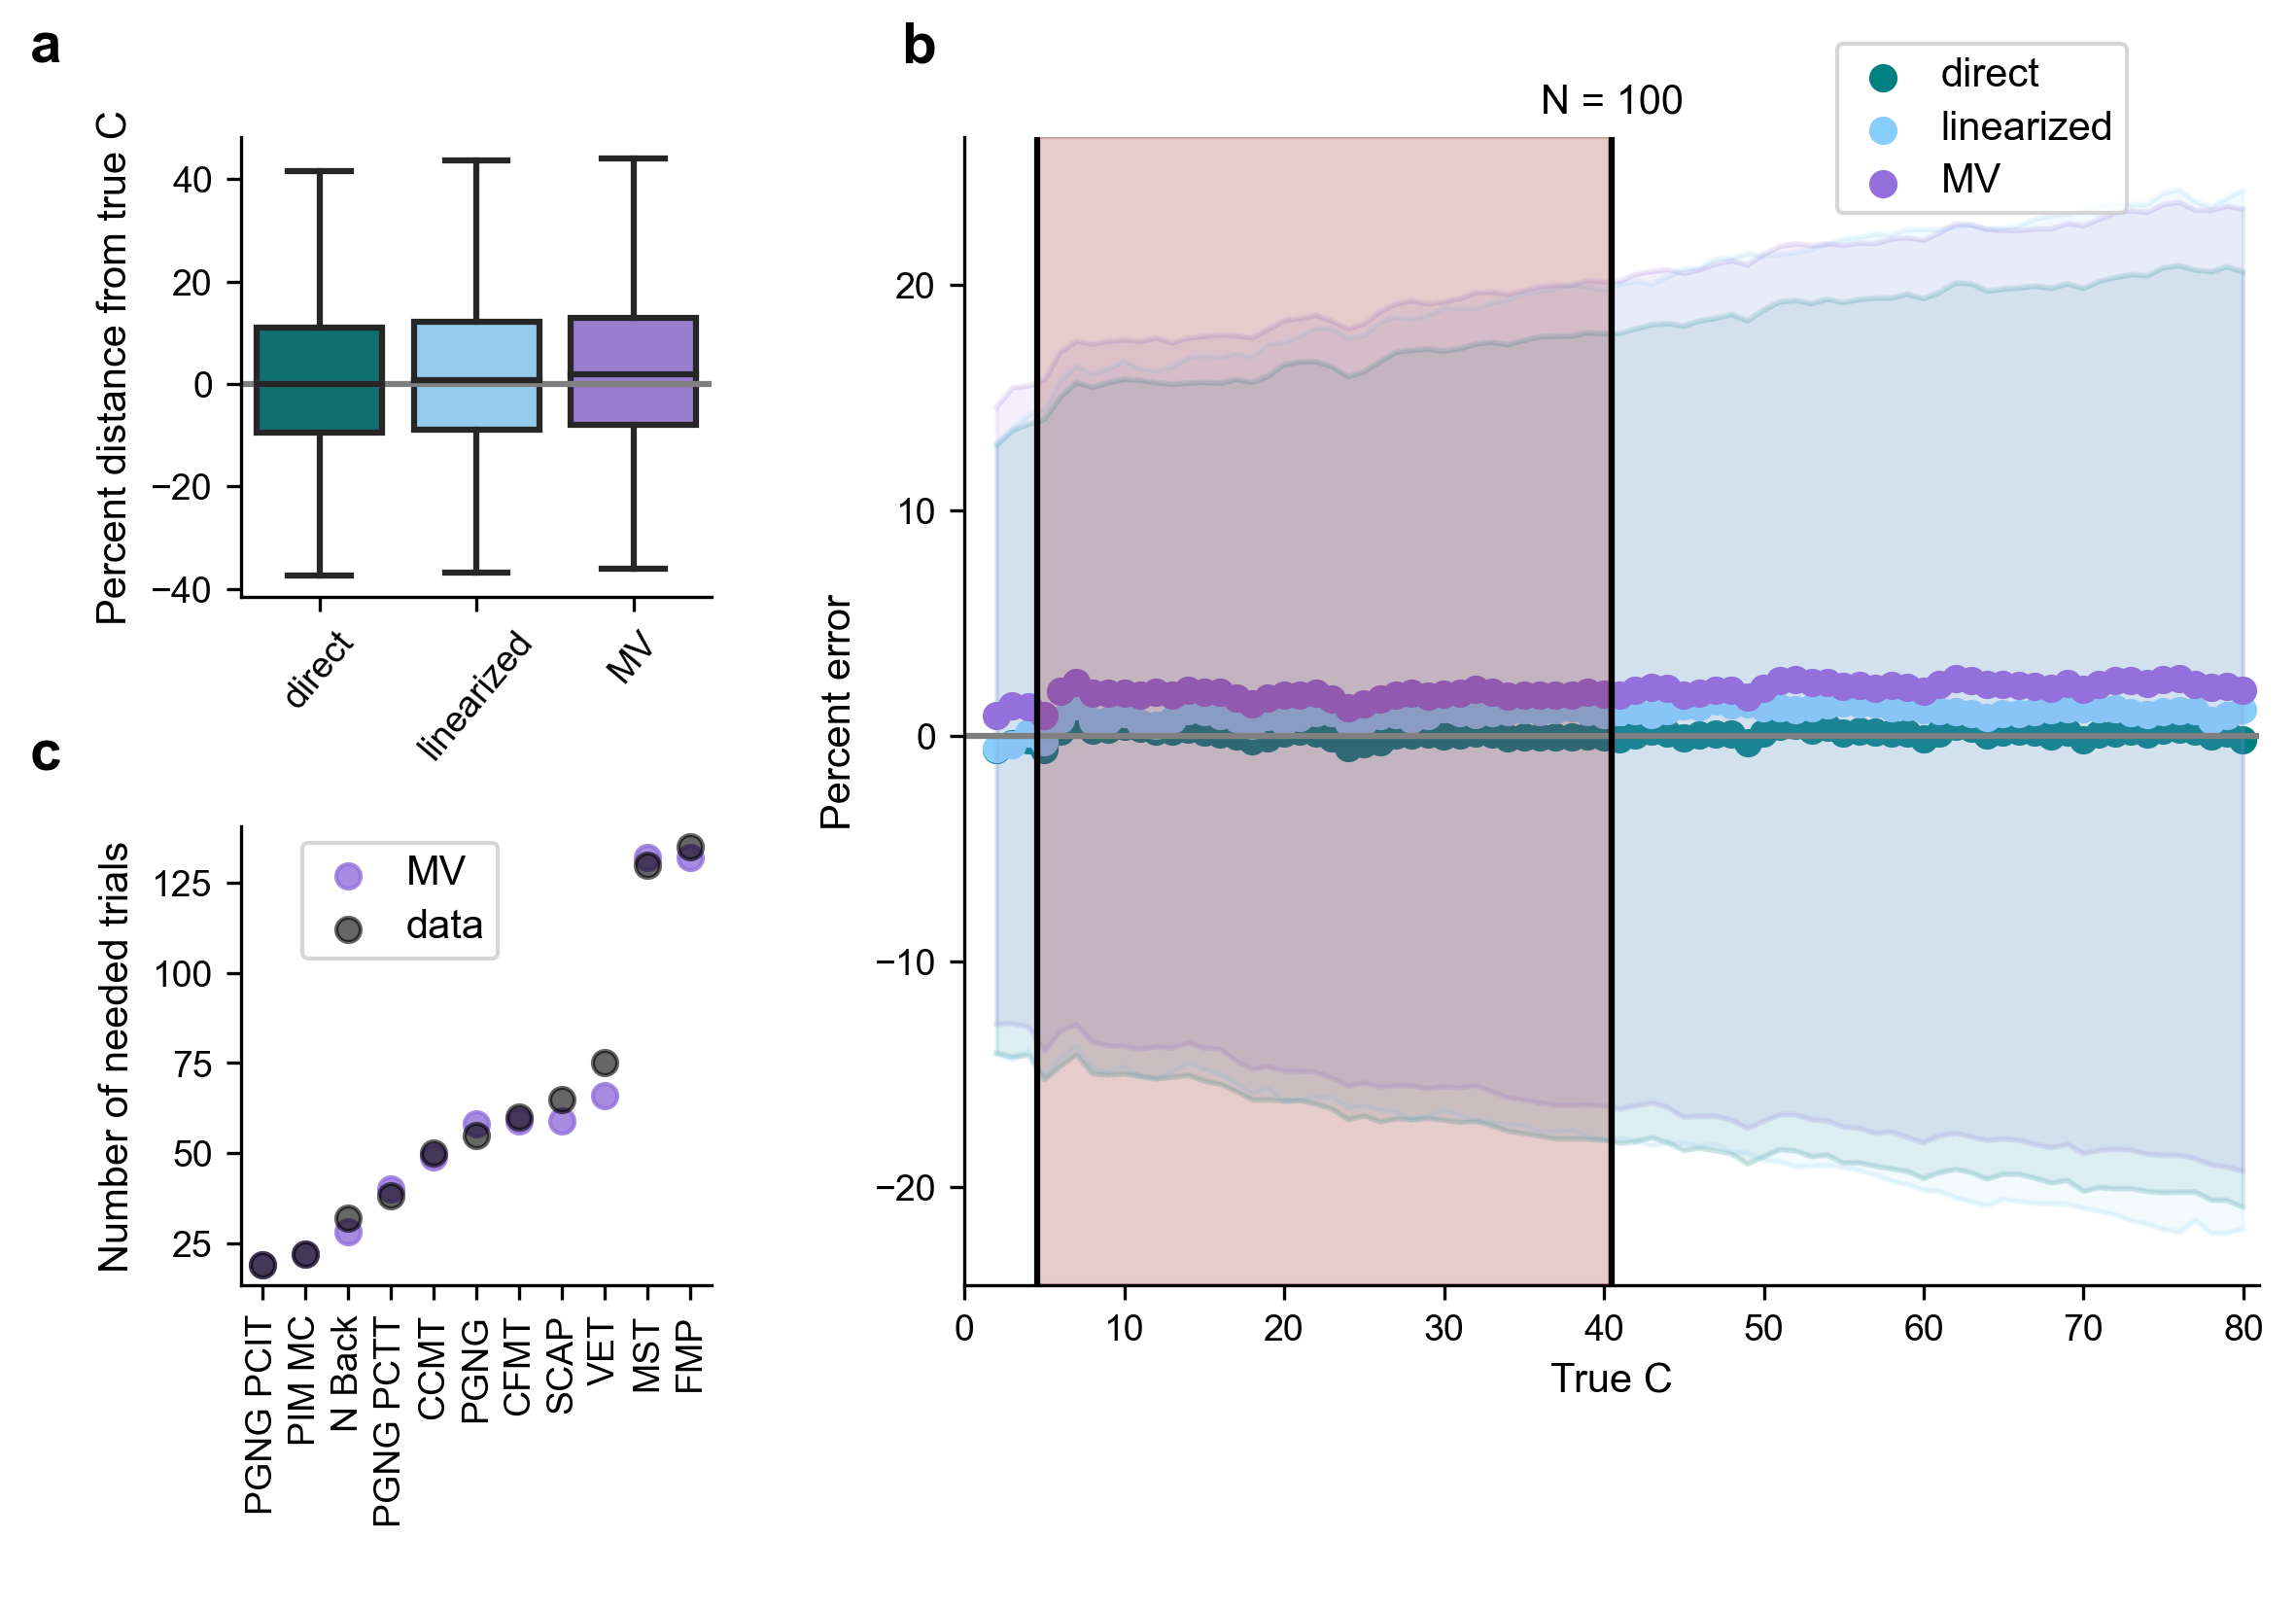 a
Percent distance from true C
40
20
0
−20
−40
direct
linearized
MV
b
N = 100
direct
linearized
MV
Percent error
20
10
0
−10
−20
0 10 20 30 40 50 60 70 80
True C
c
Number of needed trials
125
100
75
50
25
MV
data
PGNG PCIT
PIM MC
N Back
PGNG PCTT
CCMT
PGNG
CFMT
SCAP
VET
MST
FMP